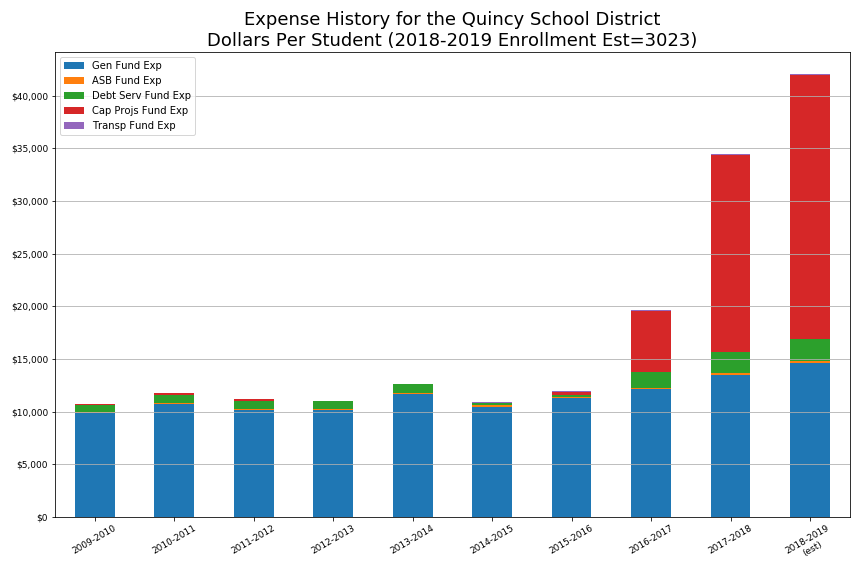 Expense History for the Quincy School District
Dollars Per Student (2018-2019 Enrollment Est=3023)
Gen Fund Exp
ASB Fund Exp
Debt Serv Fund Exp
Cap Projs Fund Exp
Transp Fund Exp
$40,000
$35,000
$30,000
$25,000
$20,000
$15,000
$10,000
$5,000
$0
2009-2010
2010-2011
2011-2012
2012-2013
2013-2014
2014-2015
2015-2016
2016-2017
2017-2018
2018-2019
(est)